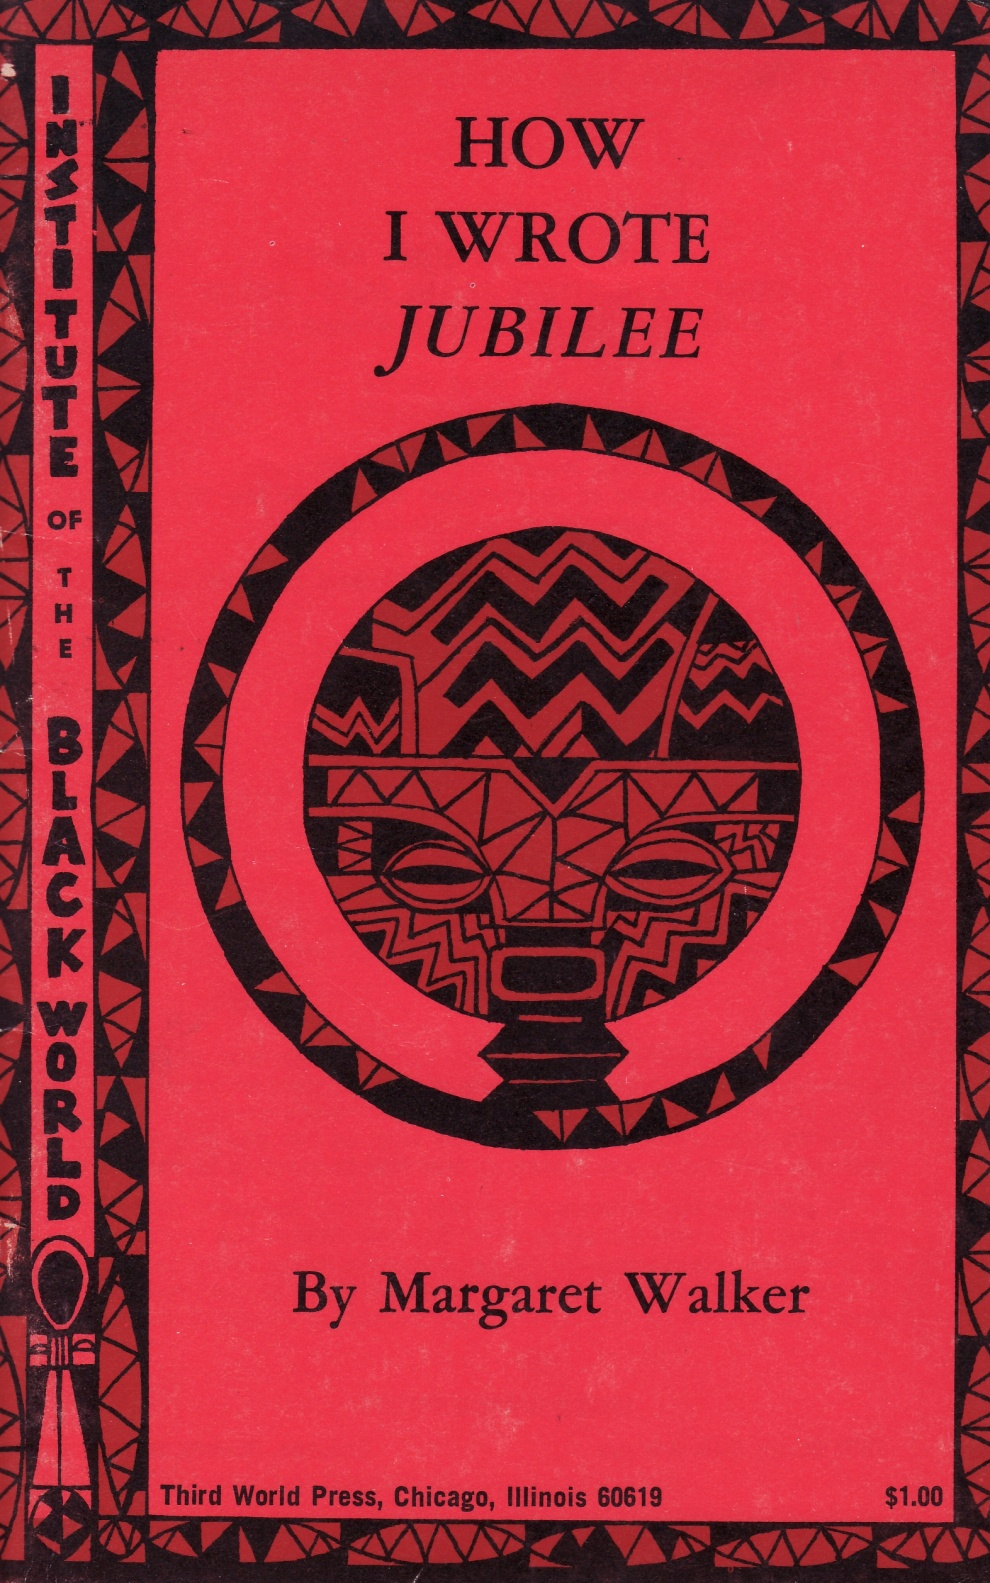 INSTITUTE OF THE BLACK WORLD
HOW
I WROTE
JUBILEE
By Margaret Walker
Third World Press, Chicago, Illinois 60619
$1.00